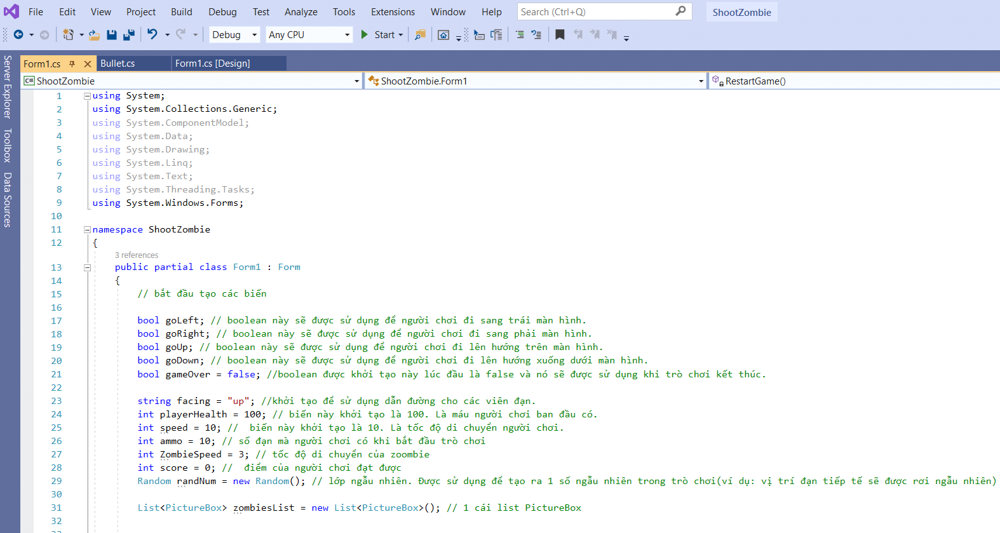 File Edit View Project Build Debug Test Analyze Tools Extensions Window Help Search (Ctrl+Q) ShootZombie
Debug Any CPU Start
Server Explorer
Toolbox
Data Sources
Form1.cs Bullet.cs Form1.cs [Design]
C# ShootZombie ShootZombie.Form1 RestartGame()
1 using System;
2 using System.Collections.Generic;
3 using System.ComponentModel;
4 using System.Data;
5 using System.Drawing;
6 using System.Linq;
7 using System.Text;
8 using System.Threading.Tasks;
9 using System.Windows.Forms;
10
11 namespace ShootZombie
12 {
3 references
13 public partial class Form1 : Form
14 {
15 // bắt đầu tạo các biến
16
17 bool goLeft; // boolean này sẽ được sử dụng để người chơi đi sang trái màn hình.
18 bool goRight; // boolean này sẽ được sử dụng để người chơi đi sang phải màn hình.
19 bool goUp; // boolean này sẽ được sử dụng để người chơi đi lên hướng trên màn hình.
20 bool goDown; // boolean này sẽ được sử dụng để người chơi đi lên hướng xuống dưới màn hình.
21 bool gameOver = false; //boolean được khởi tạo này lúc đầu là false và nó sẽ được sử dụng khi trò chơi kết thúc.
22
23 string facing = "up"; //khởi tạo để sử dụng dẫn đường cho các viên đạn.
24 int playerHealth = 100; // biến này khởi tạo là 100. Là máu người chơi ban đầu có.
25 int speed = 10; //  biến này khởi tạo là 10. Là tốc độ di chuyển người chơi.
26 int ammo = 10; // số đạn mà người chơi có khi bắt đầu trò chơi
27 int ZombieSpeed = 3; // tốc độ di chuyển của zoombie
28 int score = 0; //  điểm của người chơi đạt được
29 Random randNum = new Random(); // lớp ngẫu nhiên. Được sử dụng để tạo ra 1 số ngẫu nhiên trong trò chơi(ví dụ: vị trí đạn tiếp tế sẽ được rơi ngẫu nhiên)
30
31 List<PictureBox> zombiesList = new List<PictureBox>(); // 1 cái list PictureBox
32